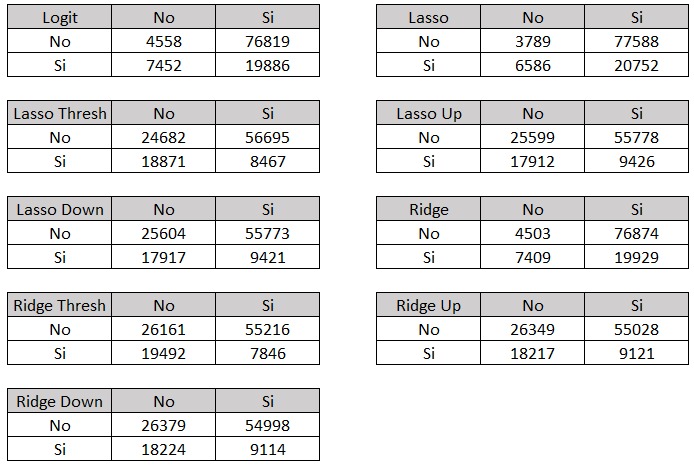 Logit No Si
No 4558 76819
Si 7452 19886
Lasso No Si
No 3789 77588
Si 6586 20752
Lasso Thresh No Si
No 24682 56695
Si 18871 8467
Lasso Up No Si
No 25599 55778
Si 17912 9426
Lasso Down No Si
No 25604 55773
Si 17917 9421
Ridge No Si
No 4503 76874
Si 7409 19929
Ridge Thresh No Si
No 26161 55216
Si 19492 7846
Ridge Up No Si
No 26349 55028
Si 18217 9121
Ridge Down No Si
No 26379 54998
Si 18224 9114